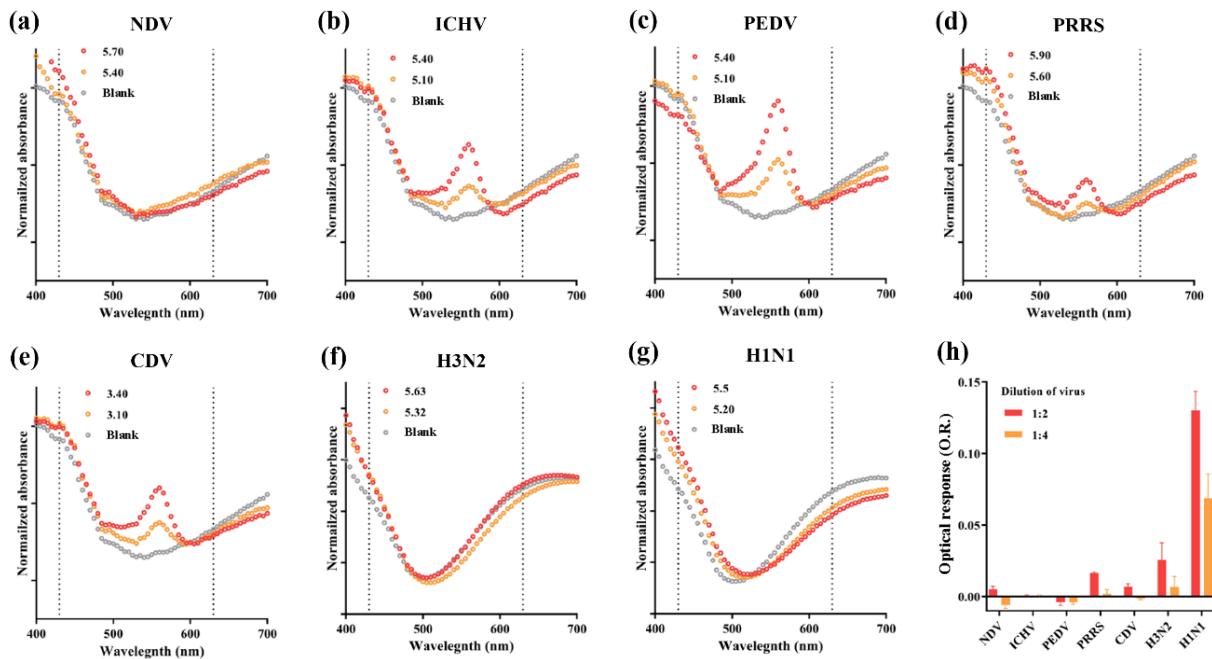 (a) NDV
5.70
5.40
Blank
Normailzed absorbance
400 500 600 700
Wavelegnth (nm)
(b) ICHV
5.40
5.10
Blank
Normailzed absorbance
400 500 600 700
Wavelegnth (nm)
(c) PEDV
5.40
5.10
Blank
Normailzed absorbance
400 500 600 700
Wavelegnth (nm)
(d) PRRS
5.90
5.60
Blank
Normailzed absorbance
400 500 600 700
Wavelegnth (nm)
(e) CDV
3.40
3.10
Blank
Normailzed absorbance
400 500 600 700
Wavelegnth (nm)
(f) H3N2
5.63
5.32
Blank
Normailzed absorbance
400 500 600 700
Wavelegnth (nm)
(g) H1N1
5.5
5.20
Blank
Normailzed absorbance
400 500 600 700
Wavelegnth (nm)
(h)
Dilution of virus
1:2
1:4
Optical response (O.R.)
0.15
0.10
0.05
0.00
NDV ICHV PEDV PRRS CDV H3N2 H1N1